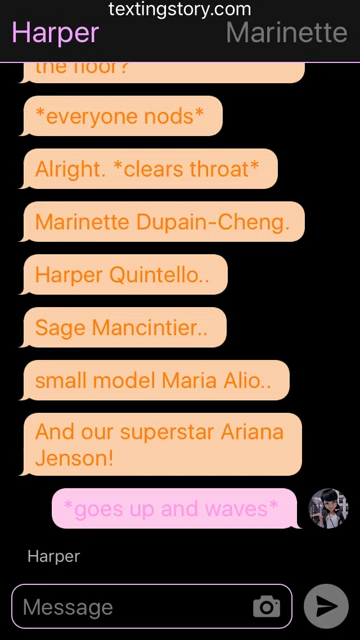 textingstory.com
Harper Marinette
the floor?
*everyone nods*
Alright. *clears throat*
Marinette Dupain-Cheng.
Harper Quintello..
Sage Mancintier..
small model Maria Alio..
And our superstar Ariana
Jenson!
*goes up and waves*
Harper
Message